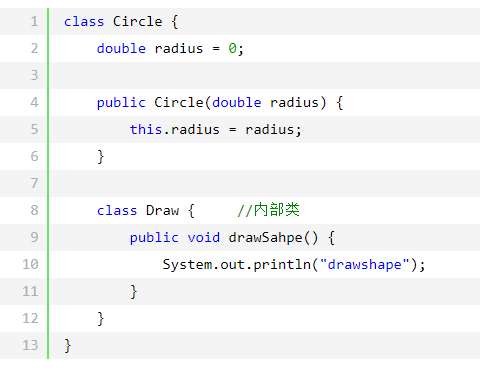 1 class Circle {
2     double radius = 0;
3
4     public Circle(double radius) {
5         this.radius = radius;
6     }
7
8     class Draw {     //内部类
9         public void drawSahpe() {
10             System.out.println("drawshape");
11         }
12     }
13 }